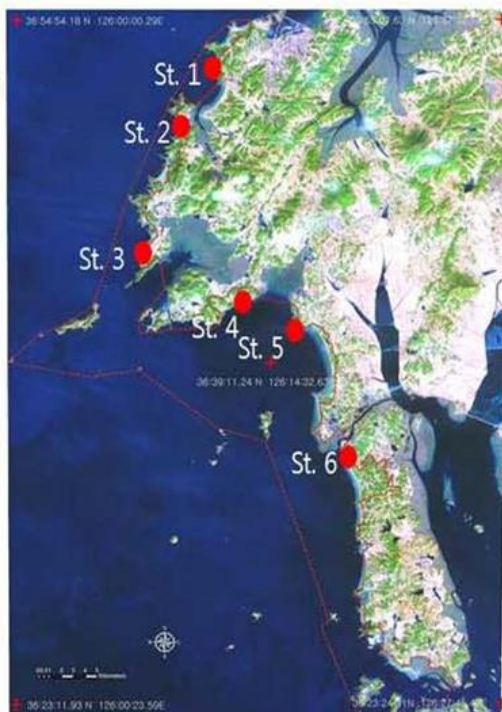 36:54:54.18 N 126:00:00.29E
St. 1
St. 2
St. 3
St. 4
St. 5
36:39:11.24 N 126:14:32.63
St. 6
36:23:11.93 N 126:00:23.59E